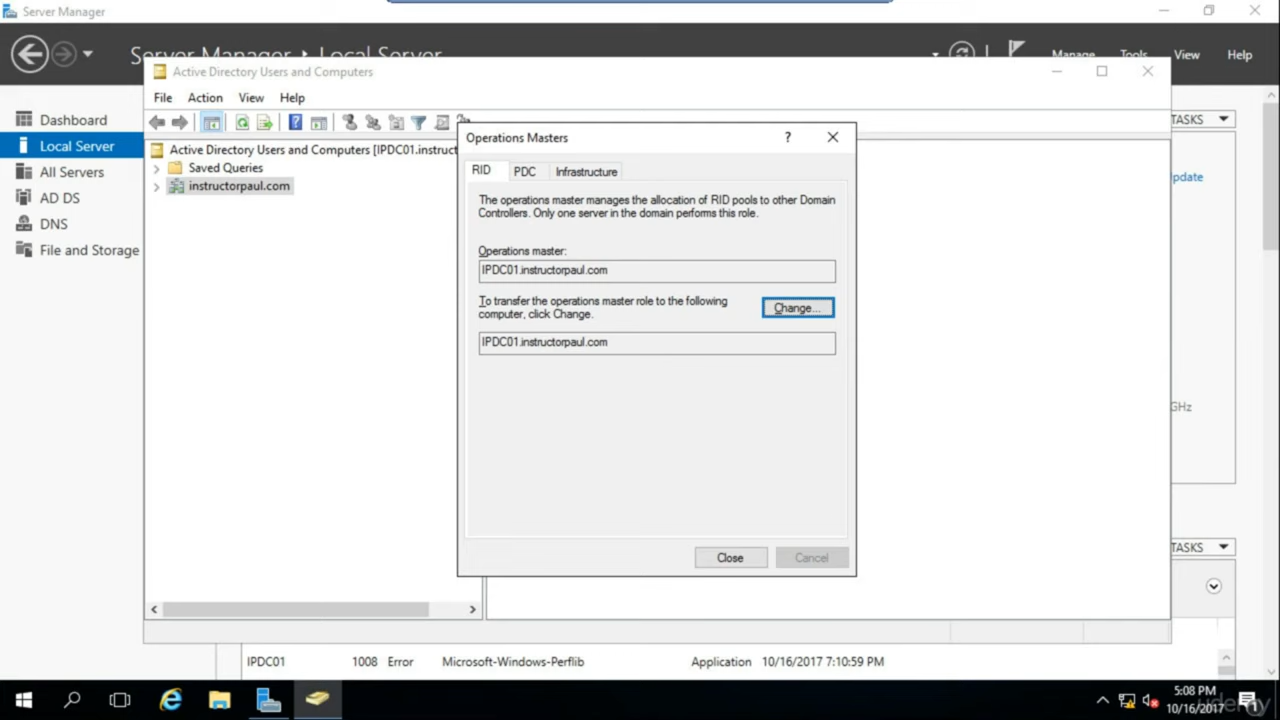 Server Manager
Server Manager ▸ Local Server
Manage Tools View Help
Active Directory Users and Computers
File Action View Help
Dashboard
Local Server
All Servers
AD DS
DNS
File and Storage
Active Directory Users and Computers [IPDC01.instruct
Saved Queries
instructorpaul.com
Operations Masters
RID PDC Infrastructure
The operations master manages the allocation of RID pools to other Domain
Controllers. Only one server in the domain performs this role.
Operations master:
IPDC01.instructorpaul.com
To transfer the operations master role to the following
computer, click Change.
Change...
IPDC01.instructorpaul.com
Close Cancel
TASKS
pdate
GHz
TASKS
IPDC01 1008 Error Microsoft-Windows-Perflib Application 10/16/2017 7:10:59 PM
5:08 PM
10/16/2017
udemy